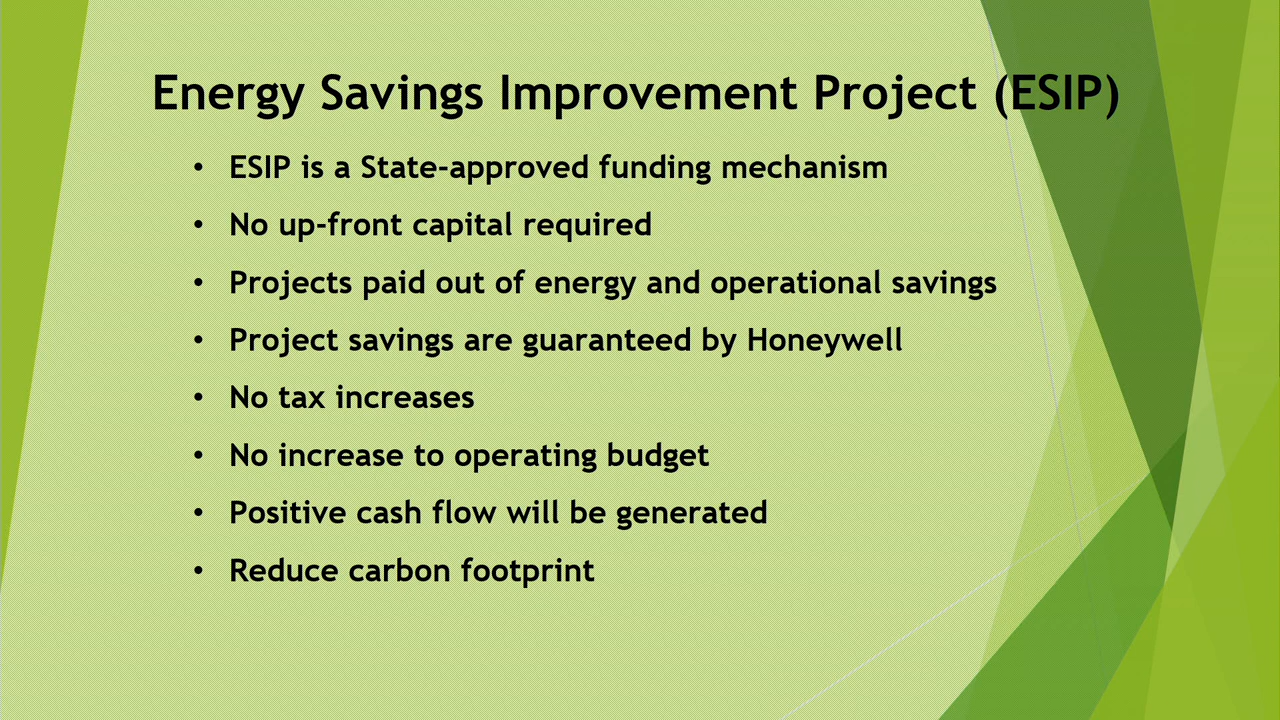 Energy Savings Improvement Project (ESIP)
• ESIP is a State-approved funding mechanism
• No up-front capital required
• Projects paid out of energy and operational savings
• Project savings are guaranteed by Honeywell
• No tax increases
• No increase to operating budget
• Positive cash flow will be generated
• Reduce carbon footprint